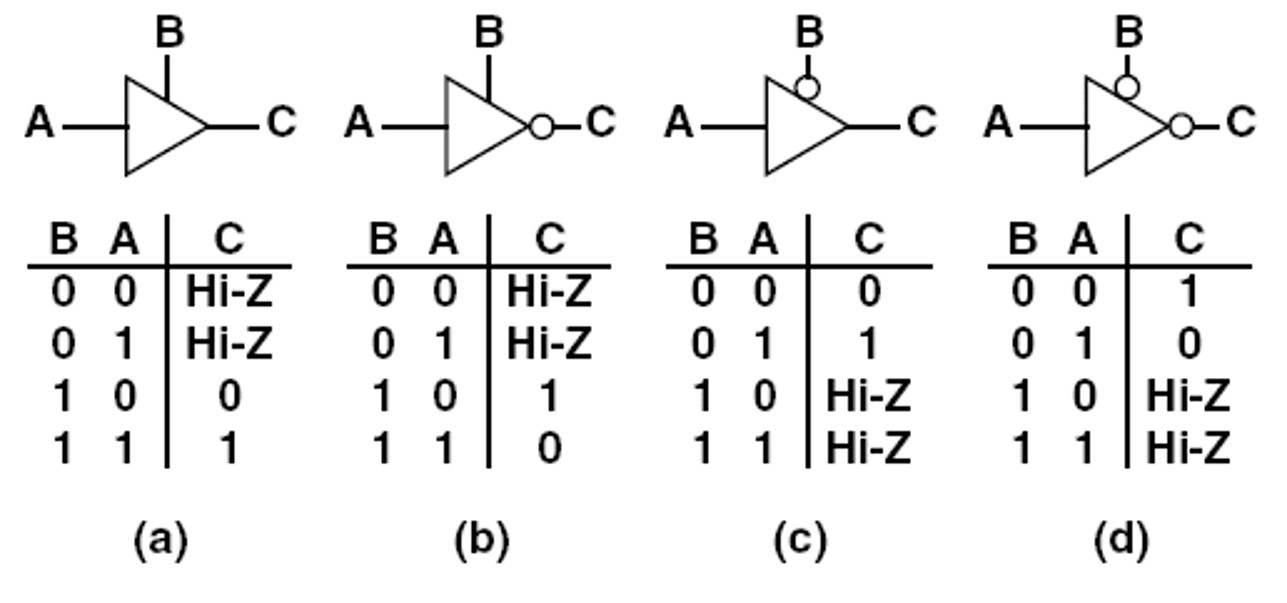 B B B B
A C A C A C A C
B A C B A C B A C B A C
0 0 Hi-Z 0 0 Hi-Z 0 0 0 0 0 1
0 1 Hi-Z 0 1 Hi-Z 0 1 1 0 1 0
1 0 0 1 0 1 1 0 Hi-Z 1 0 Hi-Z
1 1 1 1 1 0 1 1 Hi-Z 1 1 Hi-Z
(a) (b) (c) (d)